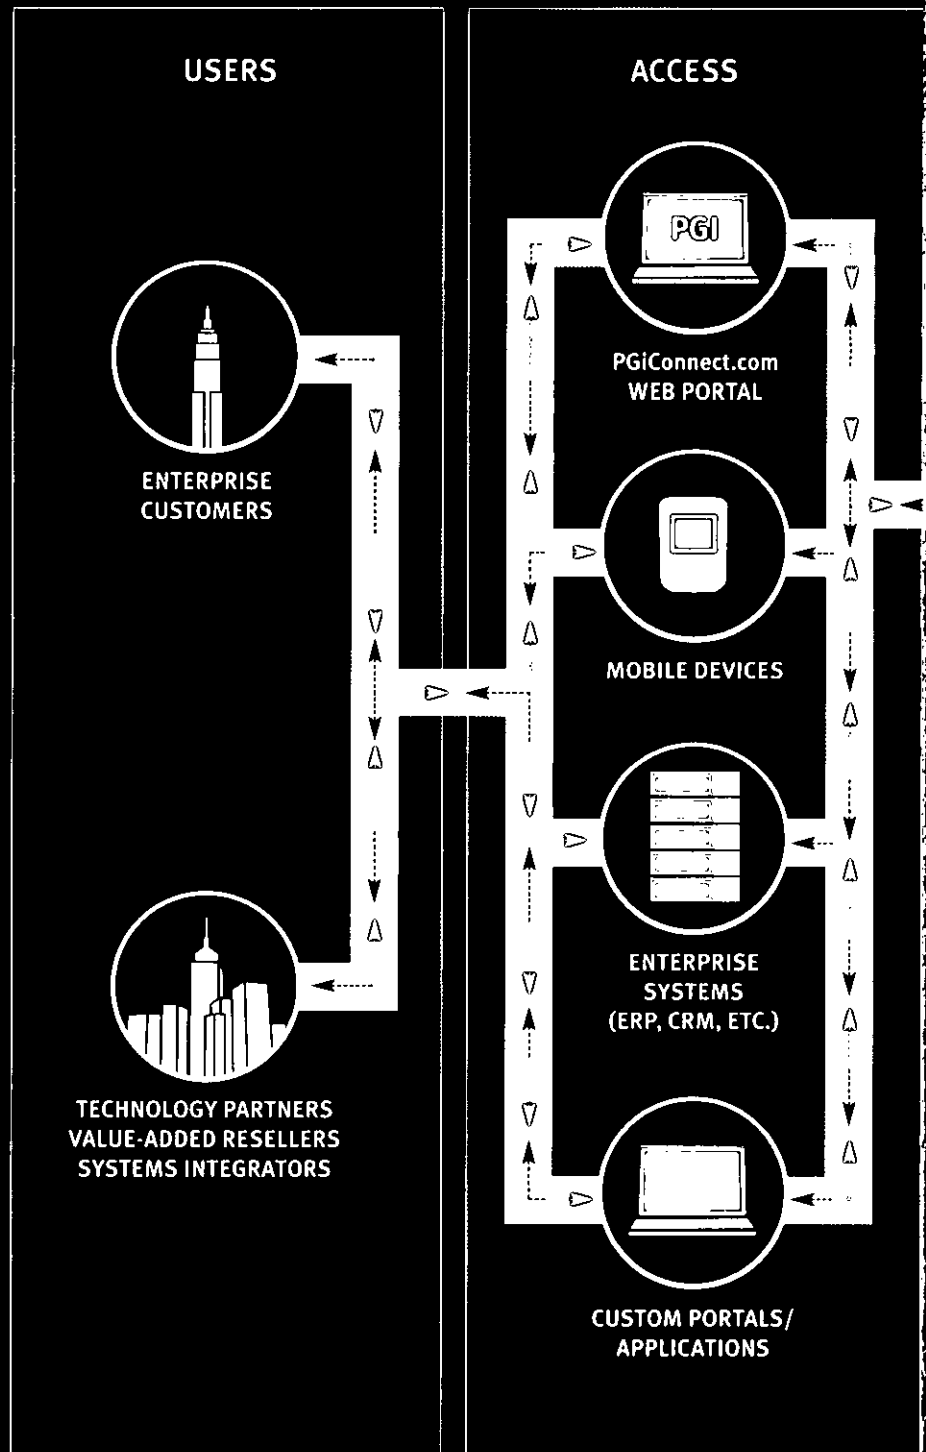 USERS
ENTERPRISE
CUSTOMERS
TECHNOLOGY PARTNERS
VALUE-ADDED RESELLERS
SYSTEMS INTEGRATORS
ACCESS
PGI
PGiConnect.com
WEB PORTAL
MOBILE DEVICES
ENTERPRISE
SYSTEMS
(ERP, CRM, ETC.)
CUSTOM PORTALS/
APPLICATIONS